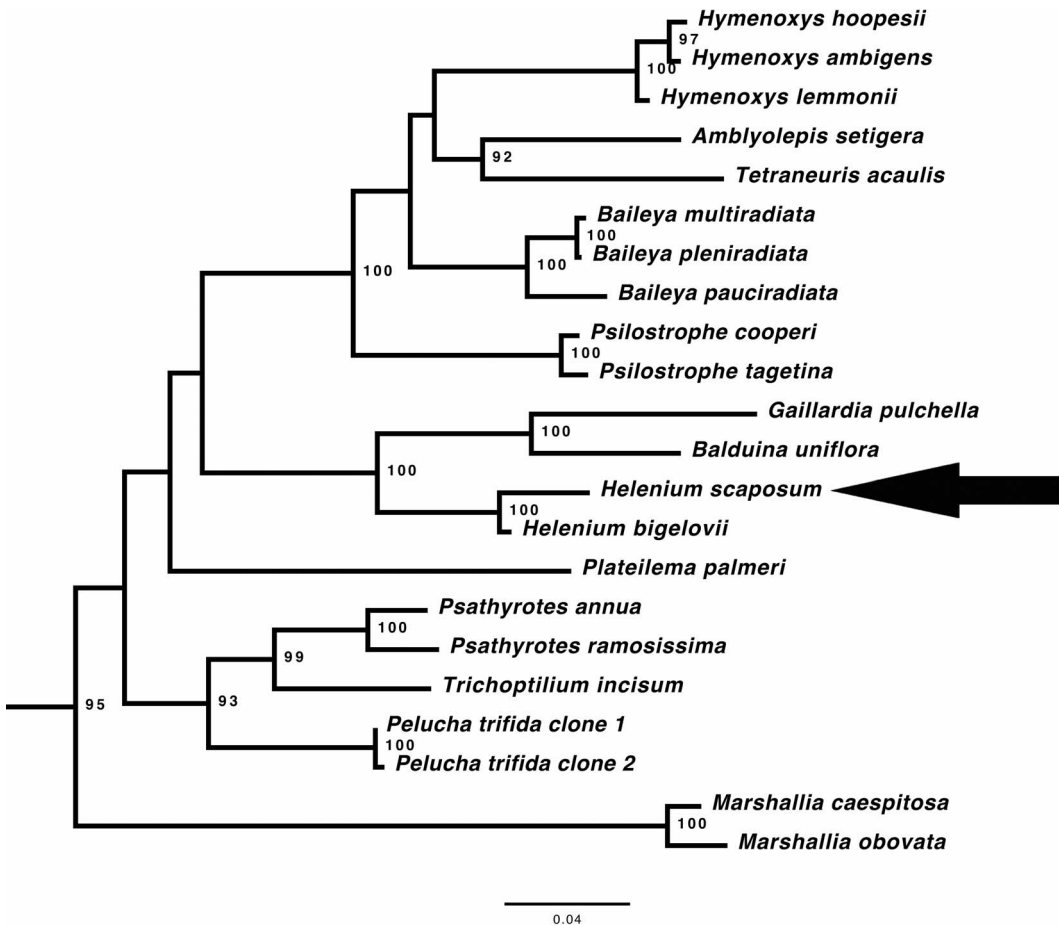 Hymenoxys hoopesii
97
Hymenoxys ambigens
100
Hymenoxys lemmonii
Amblyolepis setigera
92
Tetraneuris acaulis
Baileya multiradiata
100
Baileya pleniradiata
100
100
Baileya pauciradiata
Psilostrophe cooperi
100
Psilostrophe tagetina
Gaillardia pulchella
100
Balduina uniflora
100
Helenium scaposum
100
Helenium bigelovii
Plateilema palmeri
Psathyrotes annua
100
Psathyrotes ramosissima
99
Trichoptilium incisum
95
93
Pelucha trifida clone 1
100
Pelucha trifida clone 2
Marshallia caespitosa
100
Marshallia obovata
0.04